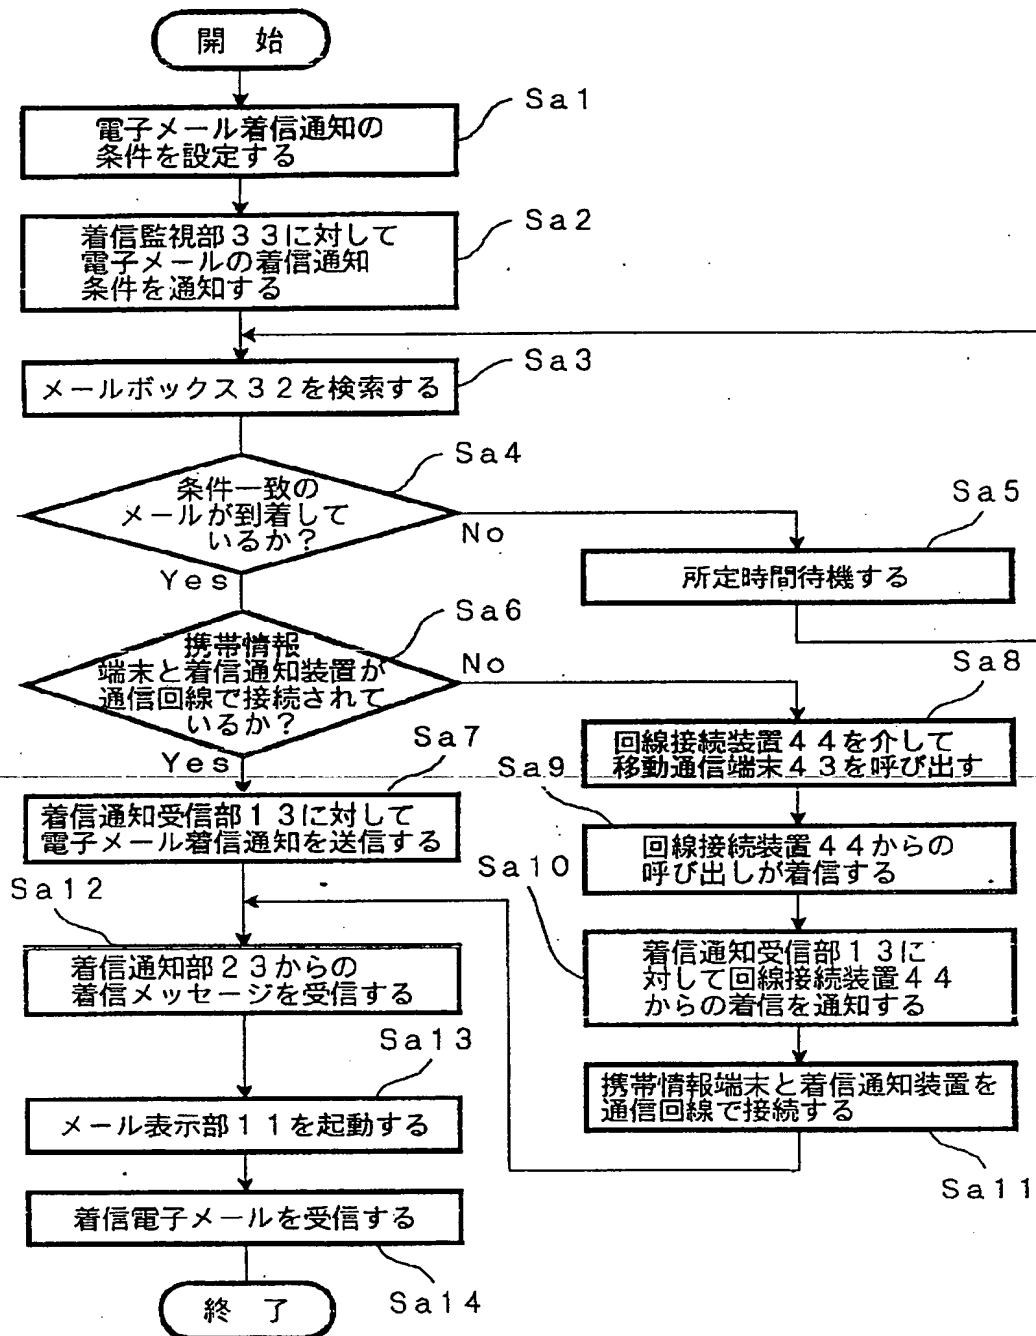 開 始
Sa1
電子メール着信通知の
条件を設定する
Sa2
着信監視部33に対して
電子メールの着信通知
条件を通知する
Sa3
メールボックス32を検索する
Sa4
条件一致の
メールが到着して
いるか?
No
Yes
Sa5
所定時間待機する
Sa6
携帯情報
端末と着信通知装置が
通信回線で接続されて
いるか?
No
Yes
Sa7
着信通知受信部13に対して
電子メール着信通知を送信する
Sa8
回線接続装置44を介して
移動通信端末43を呼び出す
Sa9
回線接続装置44からの
呼び出しが着信する
Sa10
着信通知受信部13に
対して回線接続装置44
からの着信を通知する
携帯情報端末と着信通知装置を
通信回線で接続する
Sa11
Sa12
着信通知部23からの
着信メッセージを受信する
Sa13
メール表示部11を起動する
着信電子メールを受信する
Sa14
終 了